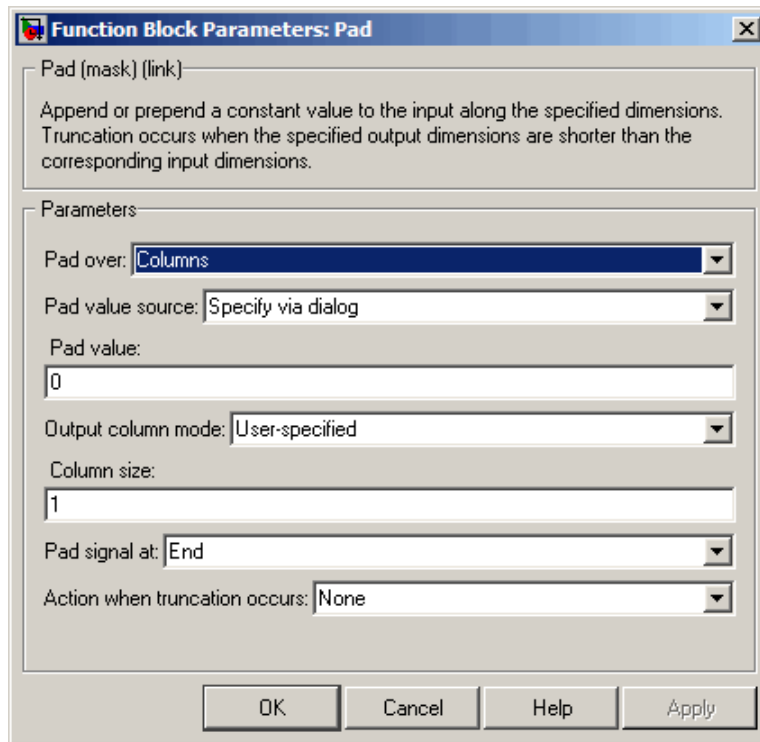 Function Block Parameters: Pad
Pad (mask) (link)
Append or prepend a constant value to the input along the specified dimensions.
Truncation occurs when the specified output dimensions are shorter than the
corresponding input dimensions.
Parameters
Pad over: Columns
Pad value source: Specify via dialog
Pad value:
0
Output column mode: User-specified
Column size:
1
Pad signal at: End
Action when truncation occurs: None
OK Cancel Help Apply